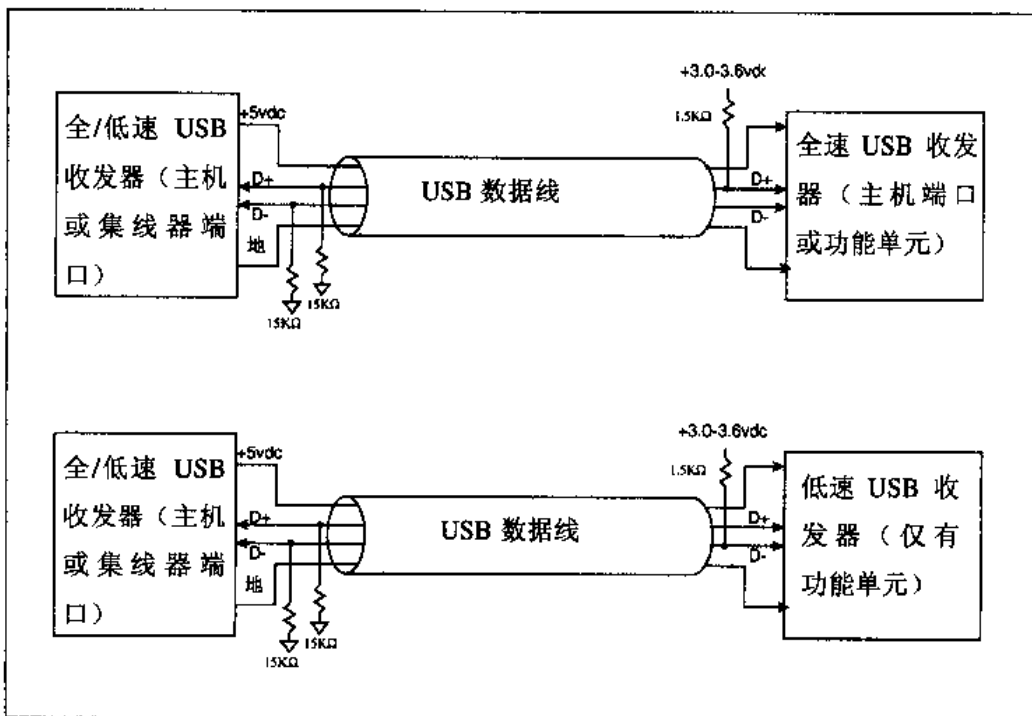 +3.0-3.6vdc
1.5KΩ
全/低速 USB
收发器（主机
或集线器端
口）
+5vdc
D+
D-
地
15KΩ
15KΩ
USB 数据线
D+
D-
全速 USB 收发
器（主机端口
或功能单元）
+3.0-3.6vdc
1.5KΩ
全/低速 USB
收发器（主机
或集线器端
口）
+5vdc
D+
D-
地
15KΩ
15KΩ
USB 数据线
D+
D-
低速 USB 收
发器（仅有
功能单元）